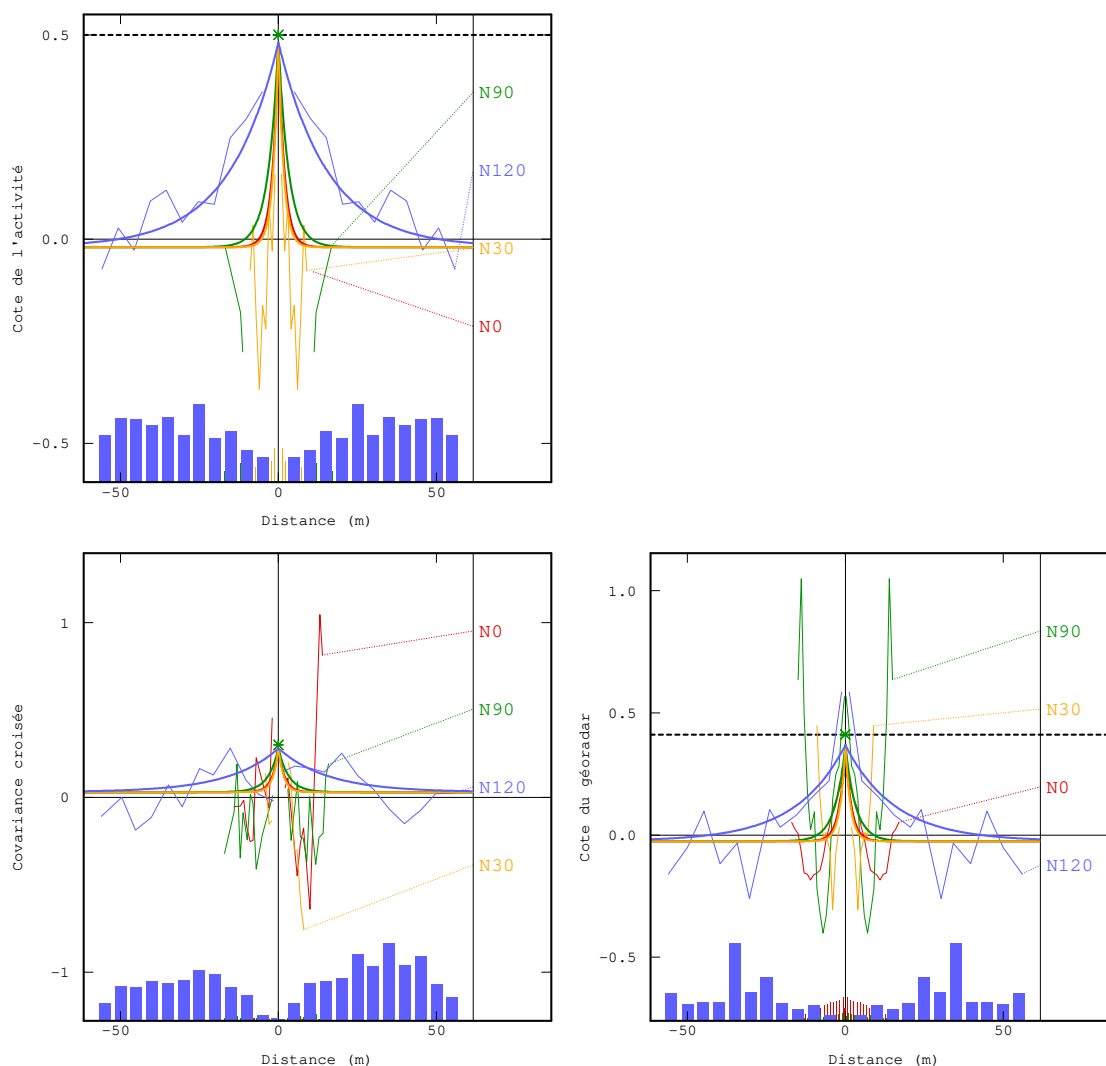 0.5
N90
N120
Cote de l'activité
0.0
N30
N0
-0.5
-50
0
50
Distance (m)
1
N0
N90
Covariance croisée
0
N120
N30
-1
-50
0
50
Distance (m)
1.0
N90
0.5
N30
Cote du géoradar
N0
0.0
N120
-0.5
-50
0
50
Distance (m)